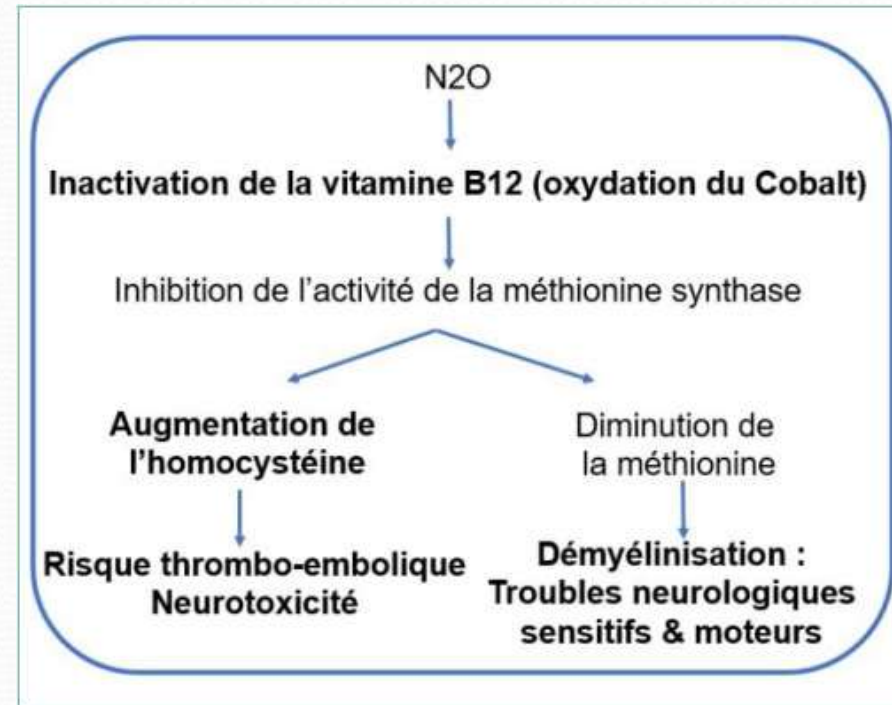 N2O
Inactivation de la vitamine B12 (oxydation du Cobalt)
Inhibition de l'activité de la méthionine synthase
Augmentation de
l'homocystéine
Risque thrombo-embolique
Neurotoxicité
Diminution de
la méthionine
Démyélinisation :
Troubles neurologiques
sensitifs & moteurs